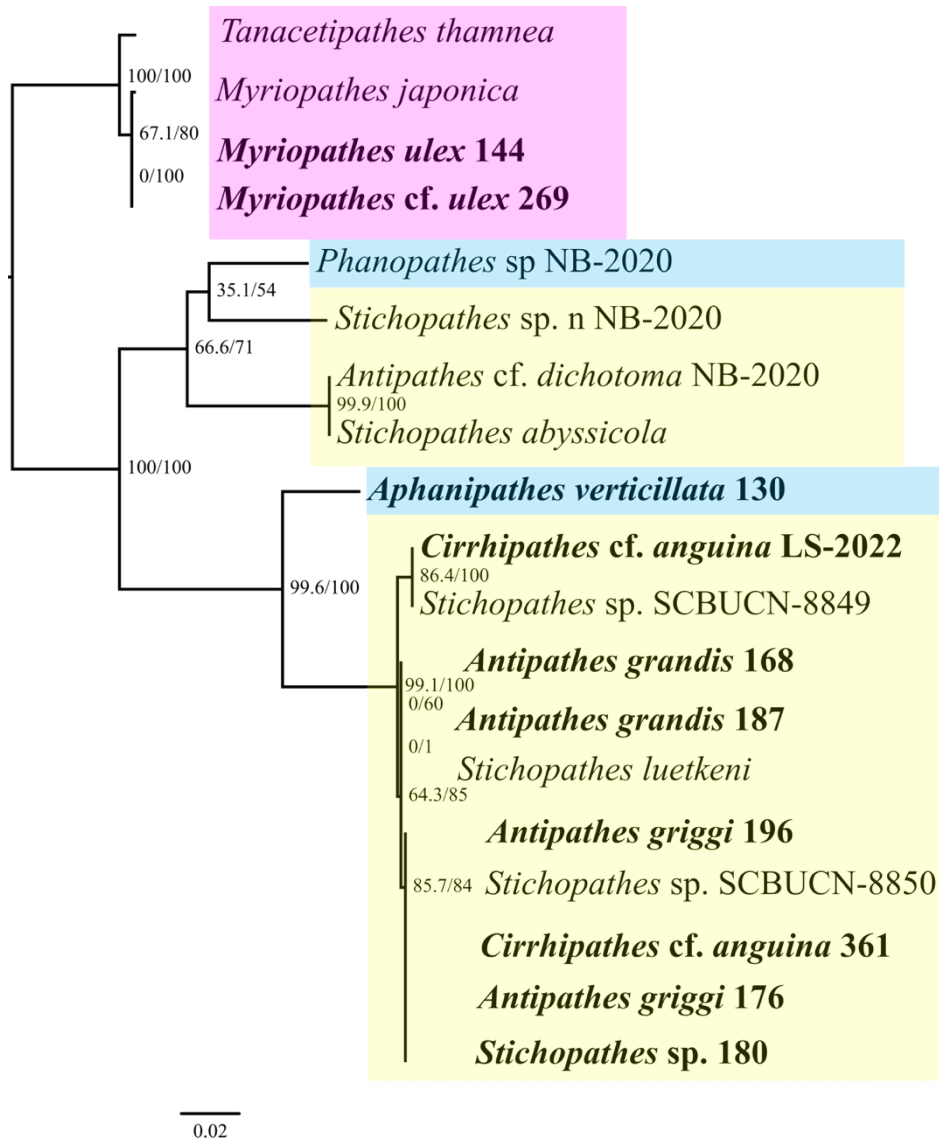 Tanacetipathes thamnea
100/100
Myriopathes japonica
67.1/80
Myriopathes ulex 144
0/100
Myriopathes cf. ulex 269
Phanopathes sp NB-2020
35.1/54
Stichopathes sp. n NB-2020
66.6/71
Antipathes cf. dichotoma NB-2020
99.9/100
Stichopathes abyssicola
100/100
Aphanipathes verticillata 130
Cirrhipathes cf. anguina LS-2022
86.4/100
99.6/100
Stichopathes sp. SCBUCN-8849
Antipathes grandis 168
99.1/100
0/60
Antipathes grandis 187
0/1
Stichopathes luetkeni
64.3/85
Antipathes griggi 196
85.7/84
Stichopathes sp. SCBUCN-8850
Cirrhipathes cf. anguina 361
Antipathes griggi 176
Stichopathes sp. 180
0.02